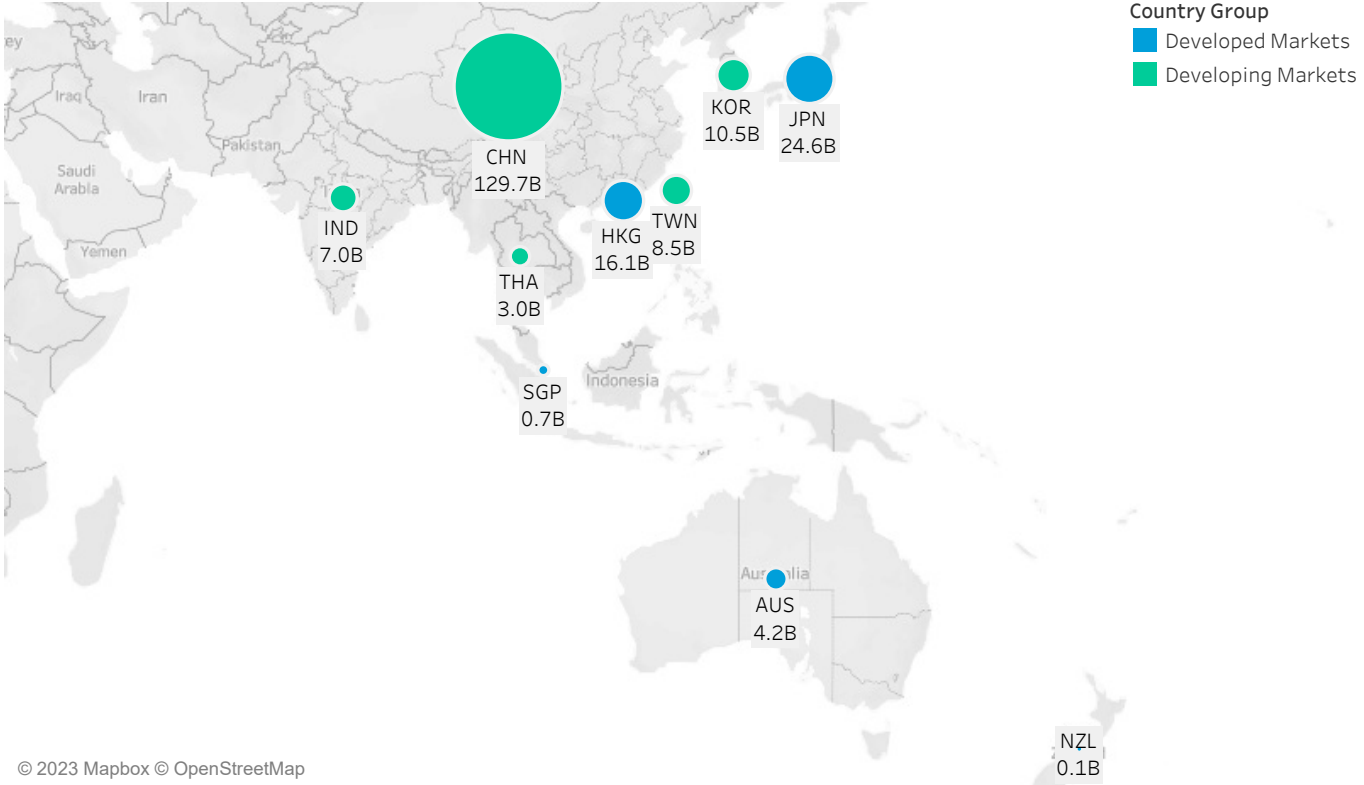 Country Group
Developed Markets
Developing Markets
ey
Iraq
Iran
Pakistan
Saudi
Arabia
Yemen
CHN
129.7B
KOR
10.5B
JPN
24.6B
IND
7.0B
HKG
16.1B
TWN
8.5B
THA
3.0B
SGP
0.7B
Indonesia
AUS
4.2B
NZL
0.1B
© 2023 Mapbox © OpenStreetMap